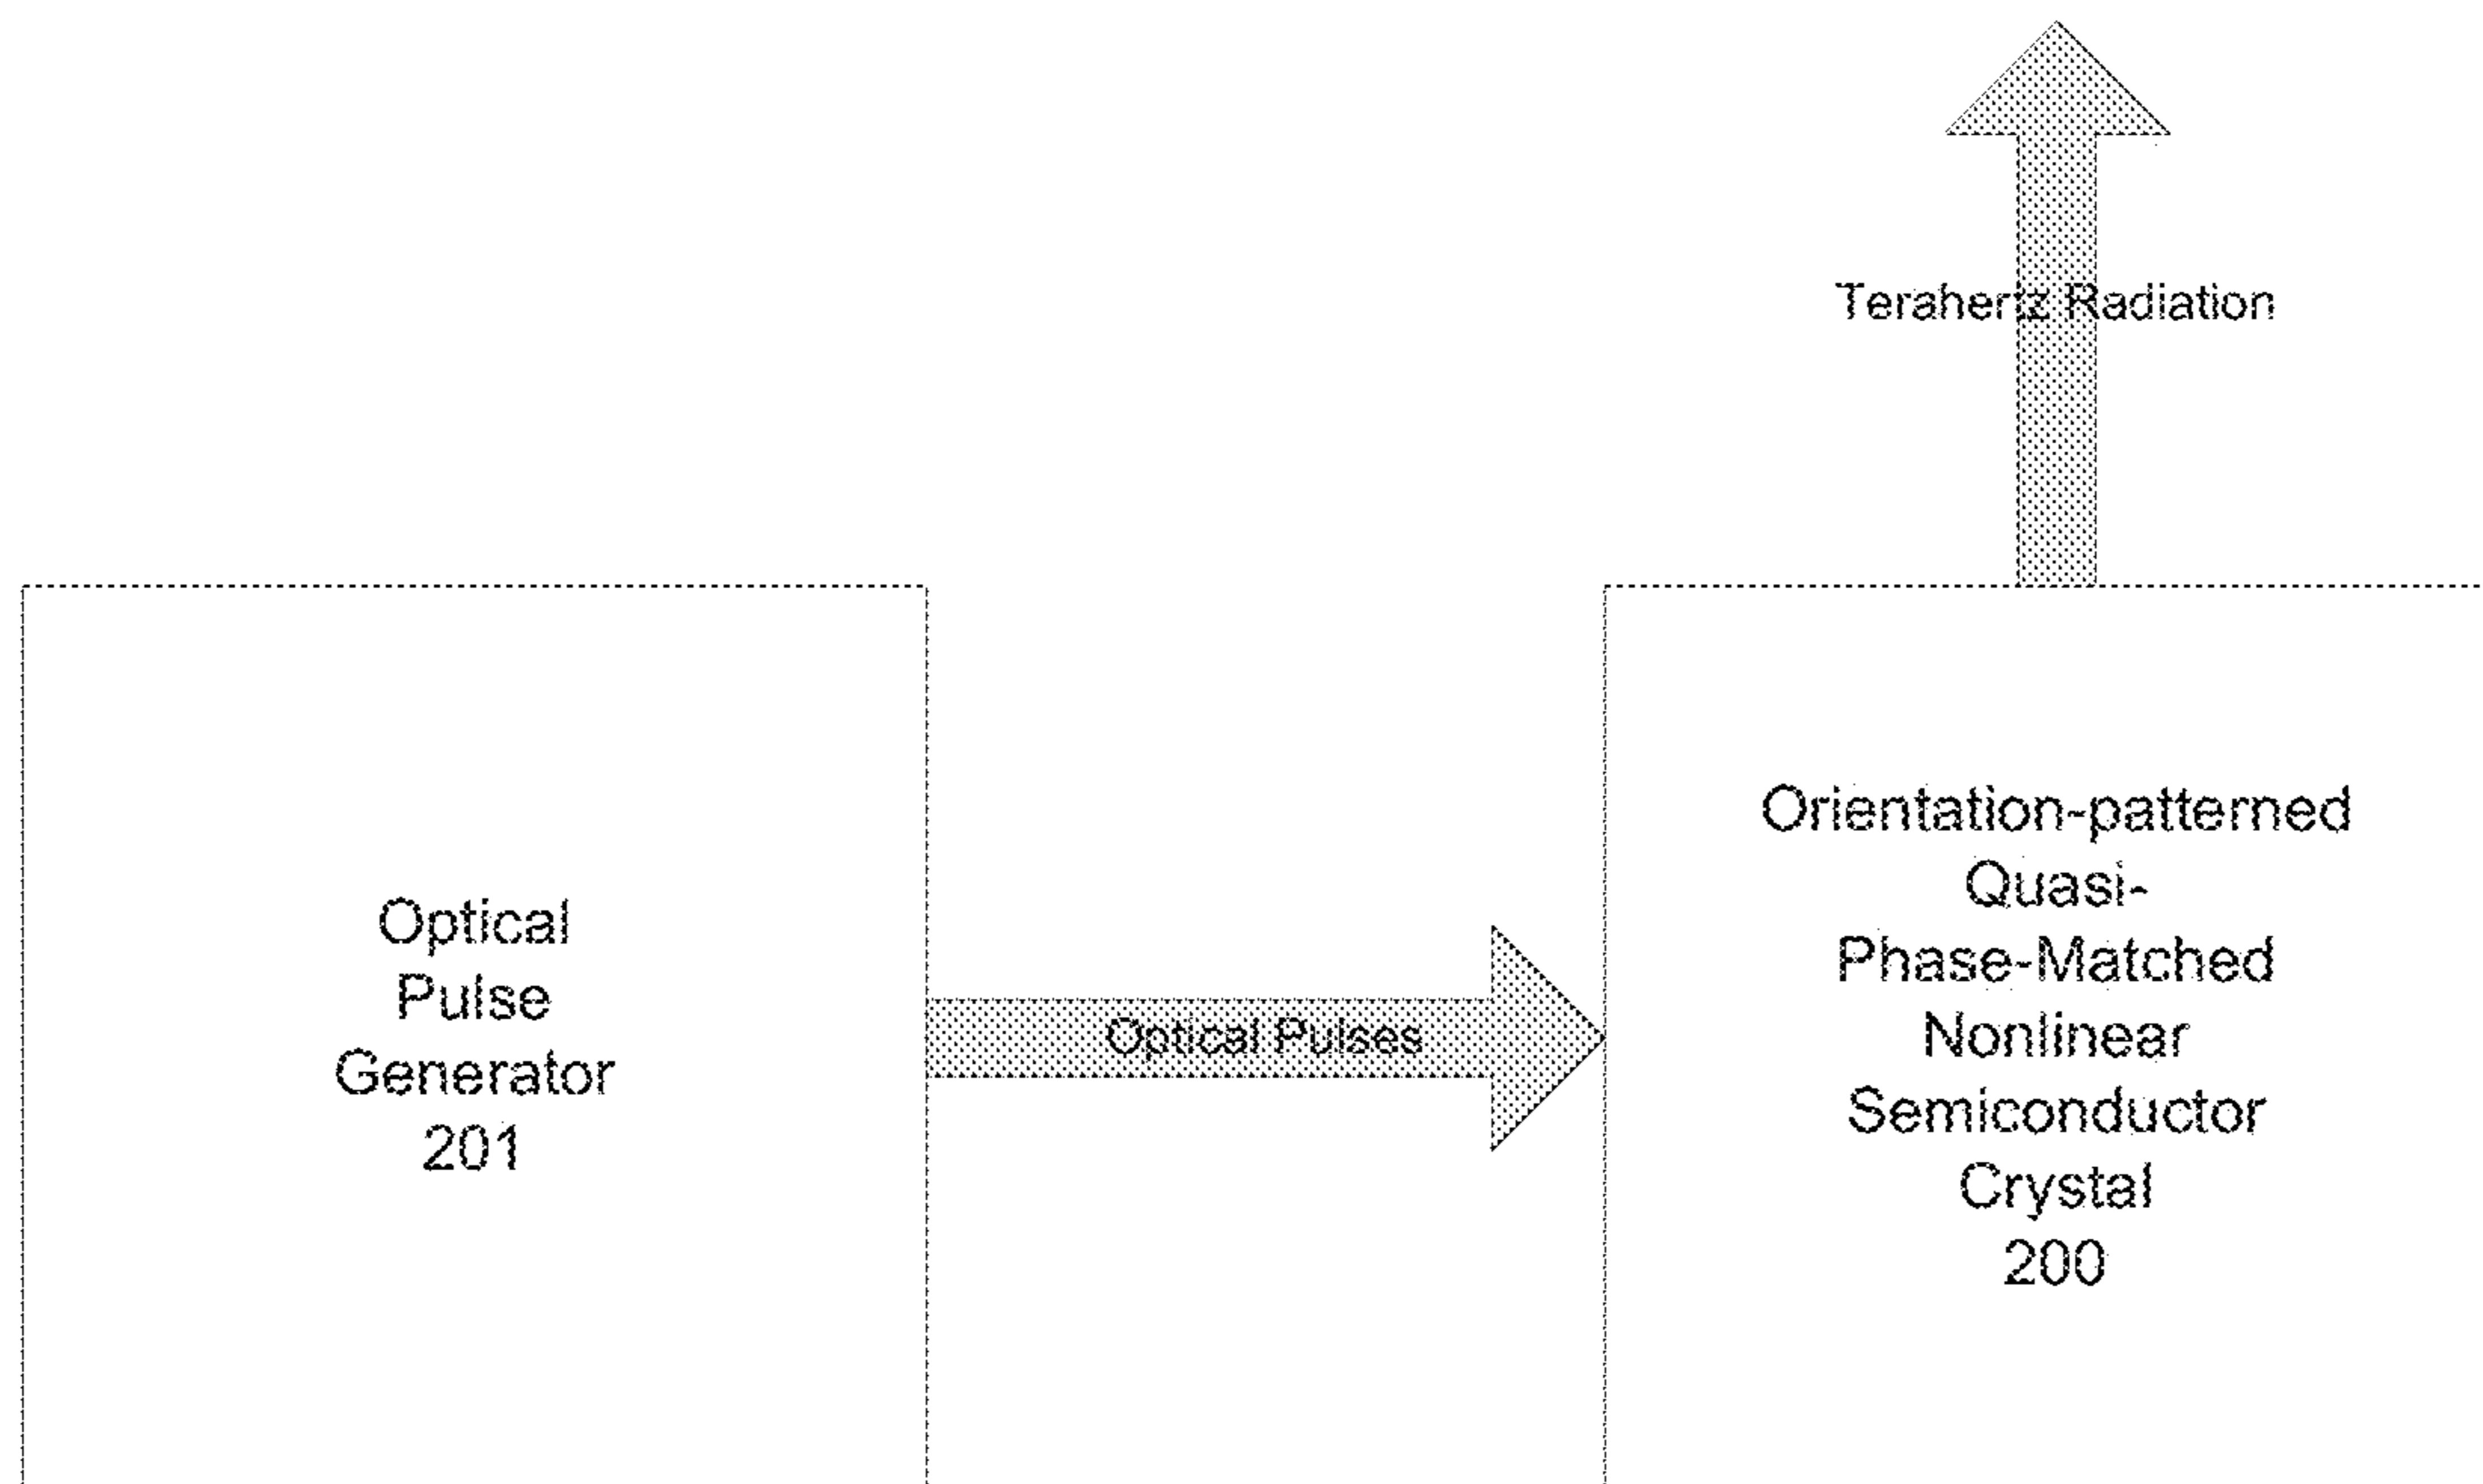 Terahertz Radiation
Optical
Pulse
Generator
201
Optical Pulses
Orientation-patterned
Quasi-
Phase-Matched
Nonlinear
Semiconductor
Crystal
200